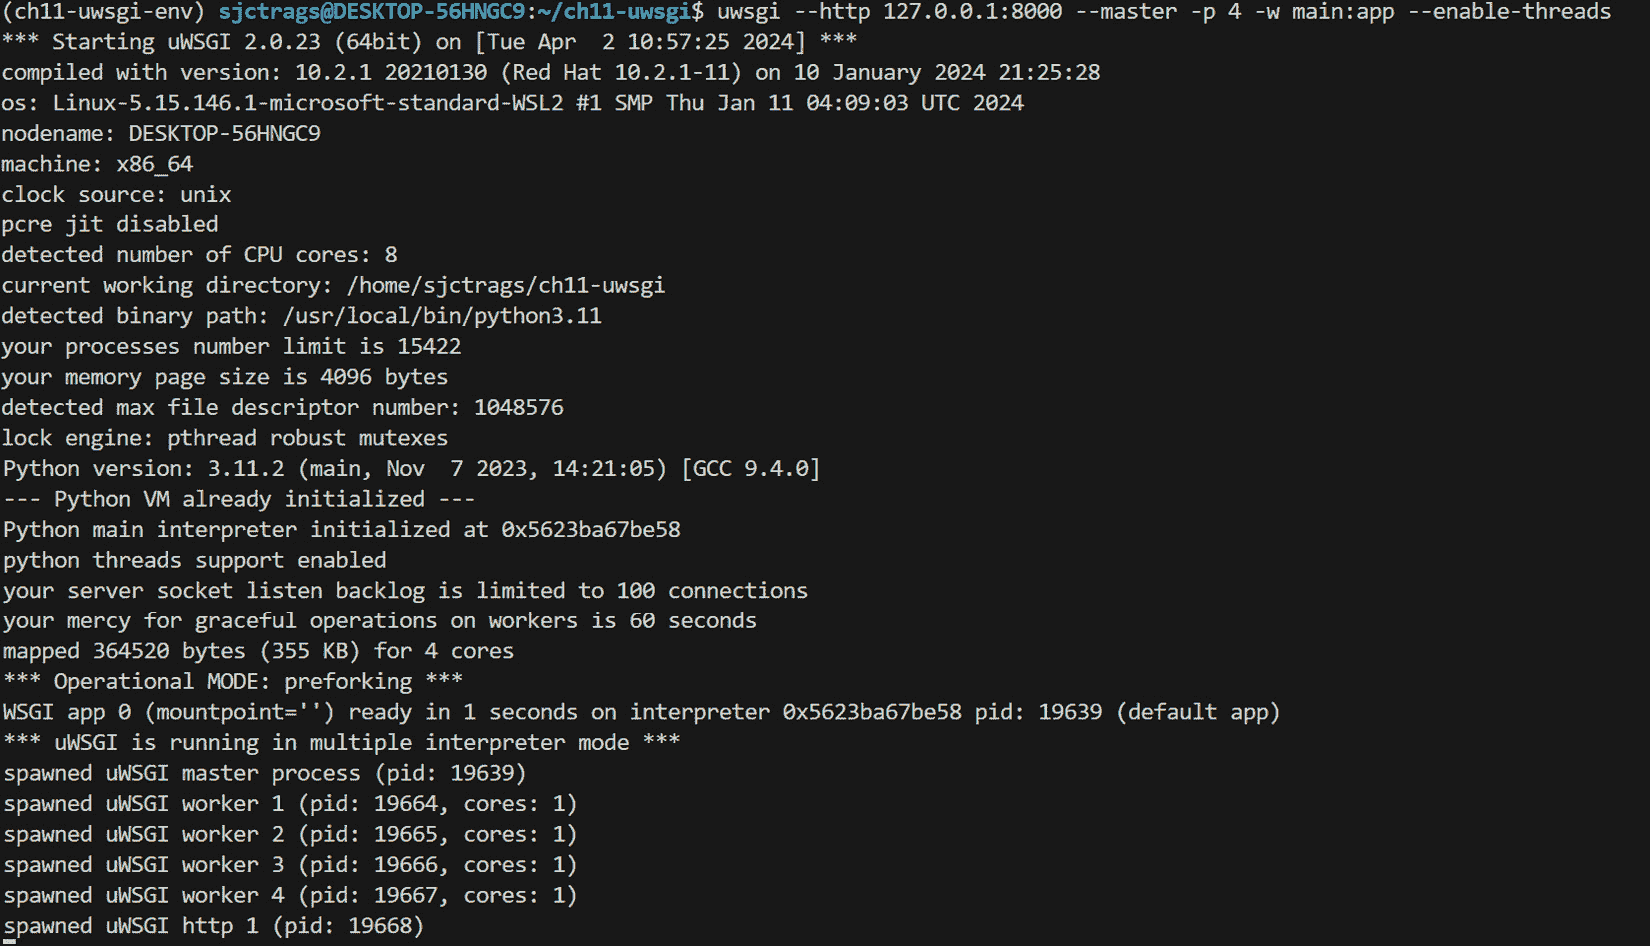 (ch11-uwsgi-env) sjctrags@DESKTOP-56HNGC9:~/ch11-uwsgi$ uwsgi --http 127.0.0.1:8000 --master -p 4 -w main:app --enable-threads
*** Starting uWSGI 2.0.23 (64bit) on [Tue Apr  2 10:57:25 2024] ***
compiled with version: 10.2.1 20210130 (Red Hat 10.2.1-11) on 10 January 2024 21:25:28
os: Linux-5.15.146.1-microsoft-standard-WSL2 #1 SMP Thu Jan 11 04:09:03 UTC 2024
nodename: DESKTOP-56HNGC9
machine: x86_64
clock source: unix
pcre jit disabled
detected number of CPU cores: 8
current working directory: /home/sjctrags/ch11-uwsgi
detected binary path: /usr/local/bin/python3.11
your processes number limit is 15422
your memory page size is 4096 bytes
detected max file descriptor number: 1048576
lock engine: pthread robust mutexes
Python version: 3.11.2 (main, Nov  7 2023, 14:21:05) [GCC 9.4.0]
--- Python VM already initialized ---
Python main interpreter initialized at 0x5623ba67be58
python threads support enabled
your server socket listen backlog is limited to 100 connections
your mercy for graceful operations on workers is 60 seconds
mapped 364520 bytes (355 KB) for 4 cores
*** Operational MODE: preforking ***
WSGI app 0 (mountpoint='') ready in 1 seconds on interpreter 0x5623ba67be58 pid: 19639 (default app)
*** uWSGI is running in multiple interpreter mode ***
spawned uWSGI master process (pid: 19639)
spawned uWSGI worker 1 (pid: 19664, cores: 1)
spawned uWSGI worker 2 (pid: 19665, cores: 1)
spawned uWSGI worker 3 (pid: 19666, cores: 1)
spawned uWSGI worker 4 (pid: 19667, cores: 1)
spawned uWSGI http 1 (pid: 19668)